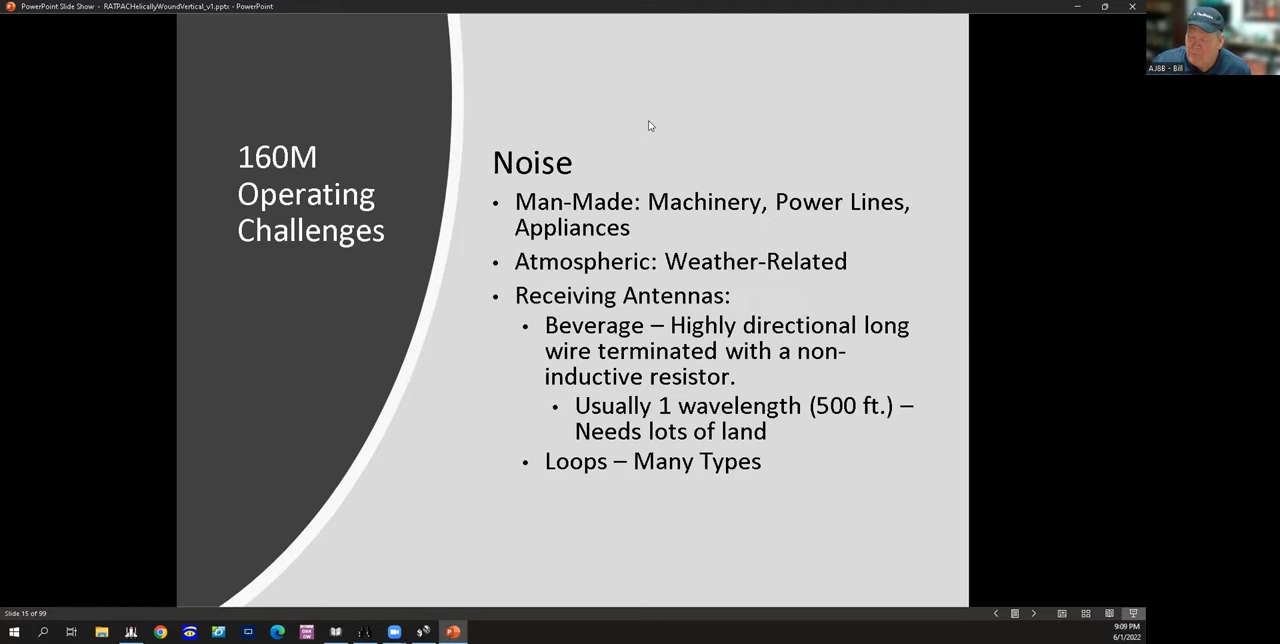 PowerPoint Slide Show - RATPACHelicallyWoundVertical_v1.pptx - PowerPoint
AJ8B - Bill
160M
Operating
Challenges
Noise
• Man-Made: Machinery, Power Lines,
Appliances
• Atmospheric: Weather-Related
• Receiving Antennas:
• Beverage – Highly directional long
wire terminated with a non-
inductive resistor.
• Usually 1 wavelength (500 ft.) –
Needs lots of land
• Loops – Many Types
Slide 15 of 99
9:09 PM
6/1/2022